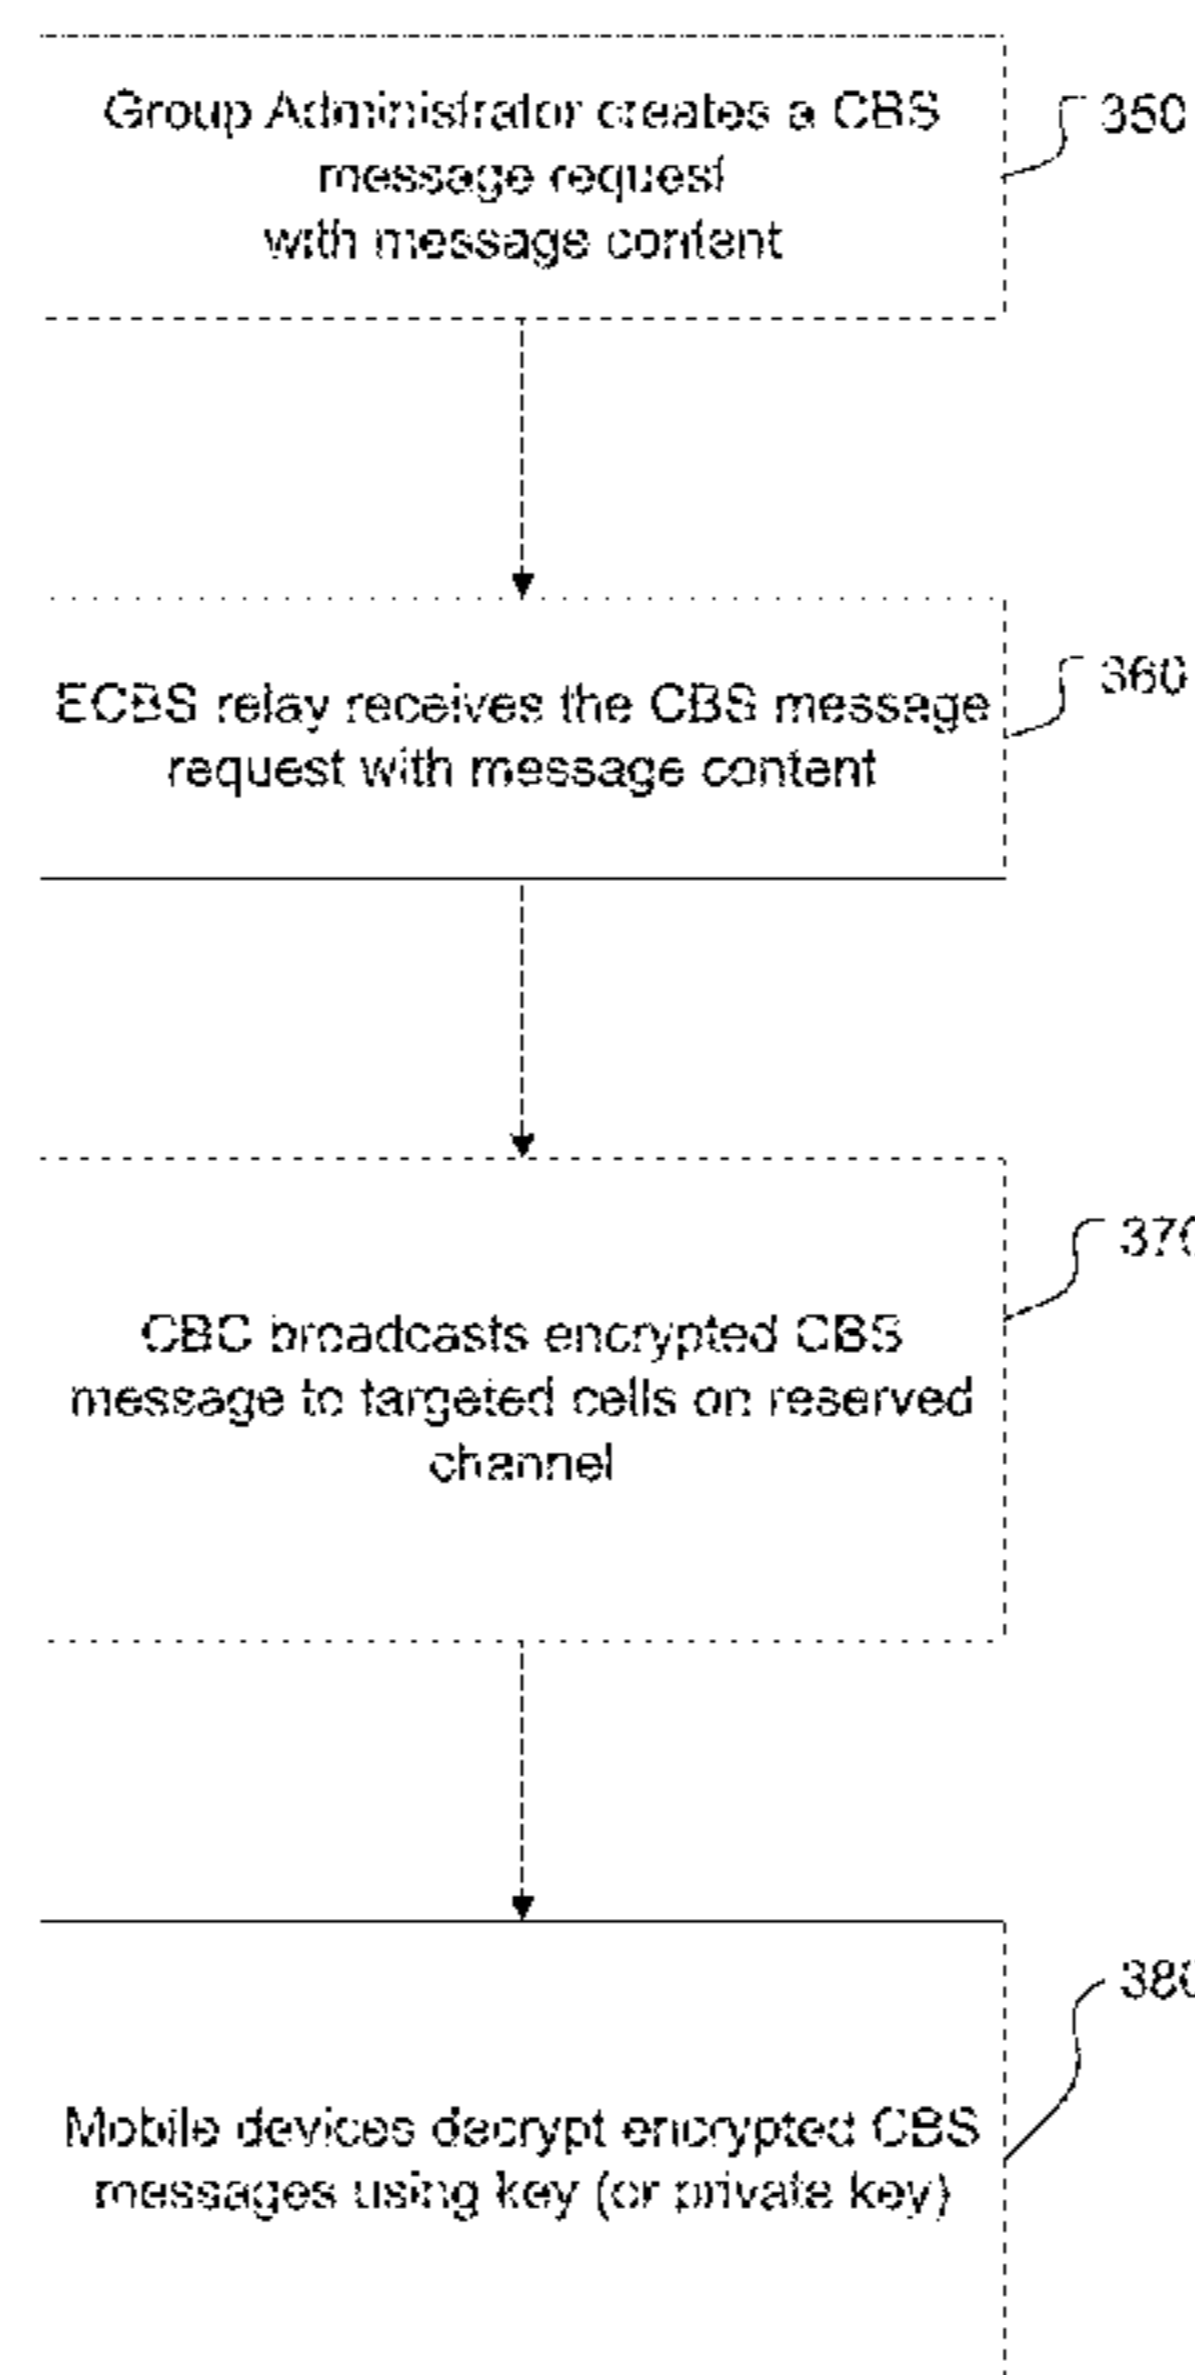 Group Administrator creates a CBS
350
message request
with message content
ECBS relay receives the CBS message
360
request with message content
370
CBC broadcasts encrypted CBS
message to targeted cells on reserved
channel
380
Mobile devices decrypt encrypted CBS
messages using key (or private key)